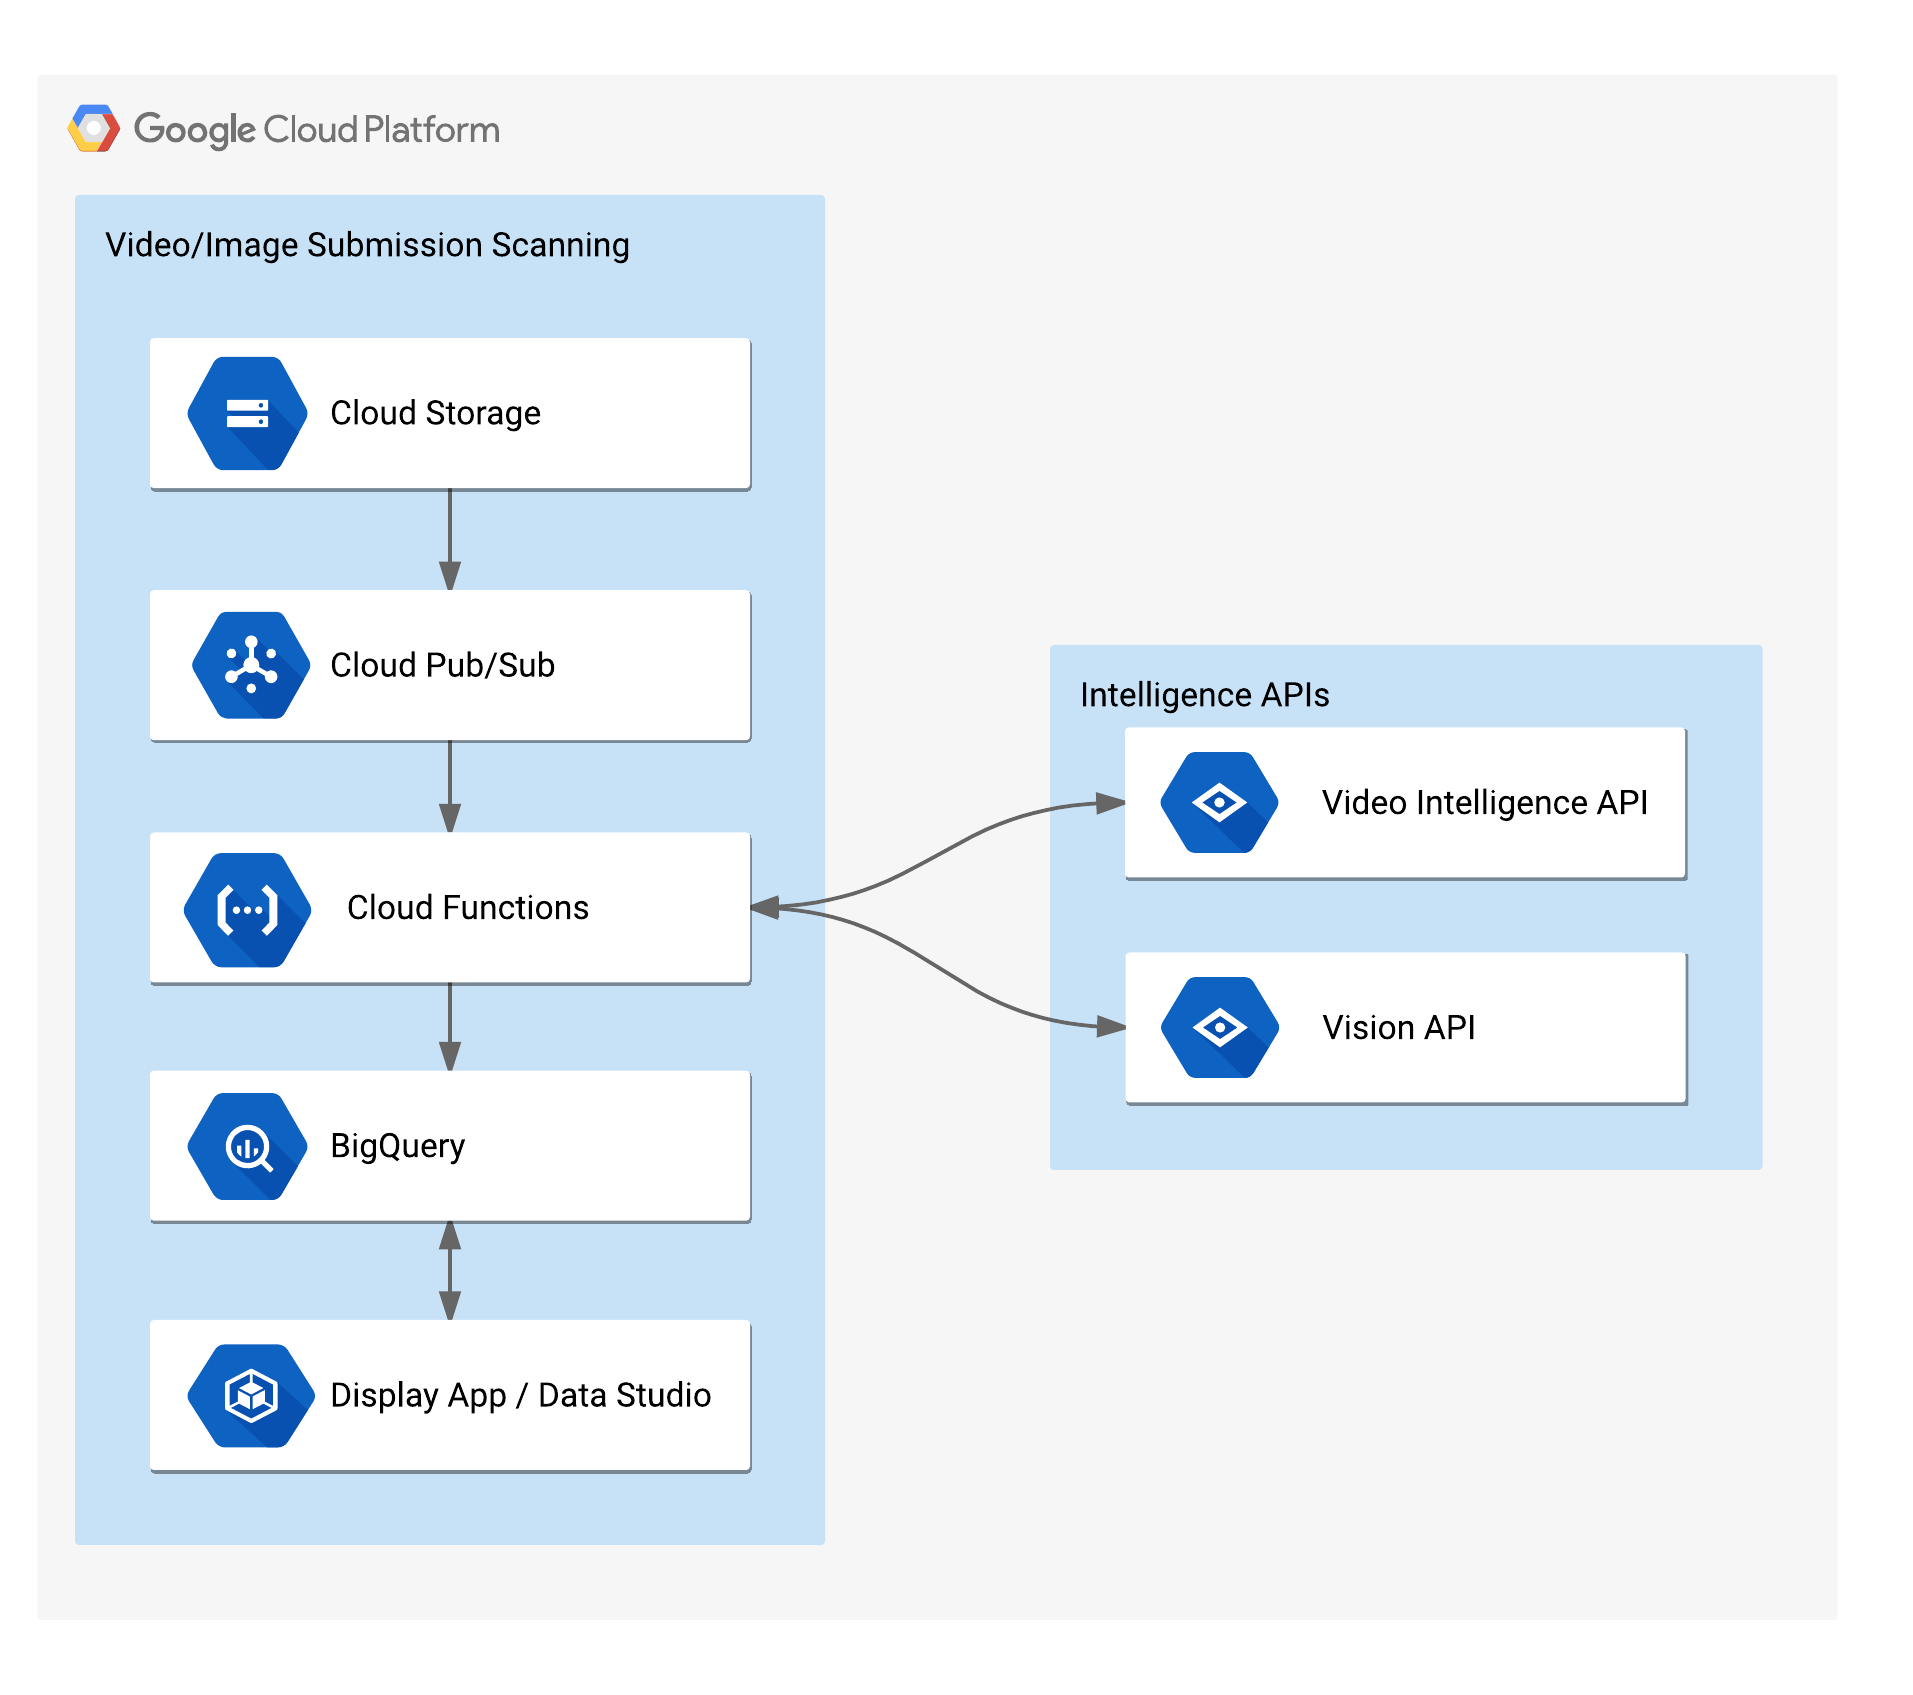 Google Cloud Platform
Video/Image Submission Scanning
Cloud Storage
Cloud Pub/Sub
Cloud Functions
BigQuery
Display App / Data Studio
Intelligence APIs
Video Intelligence API
Vision API